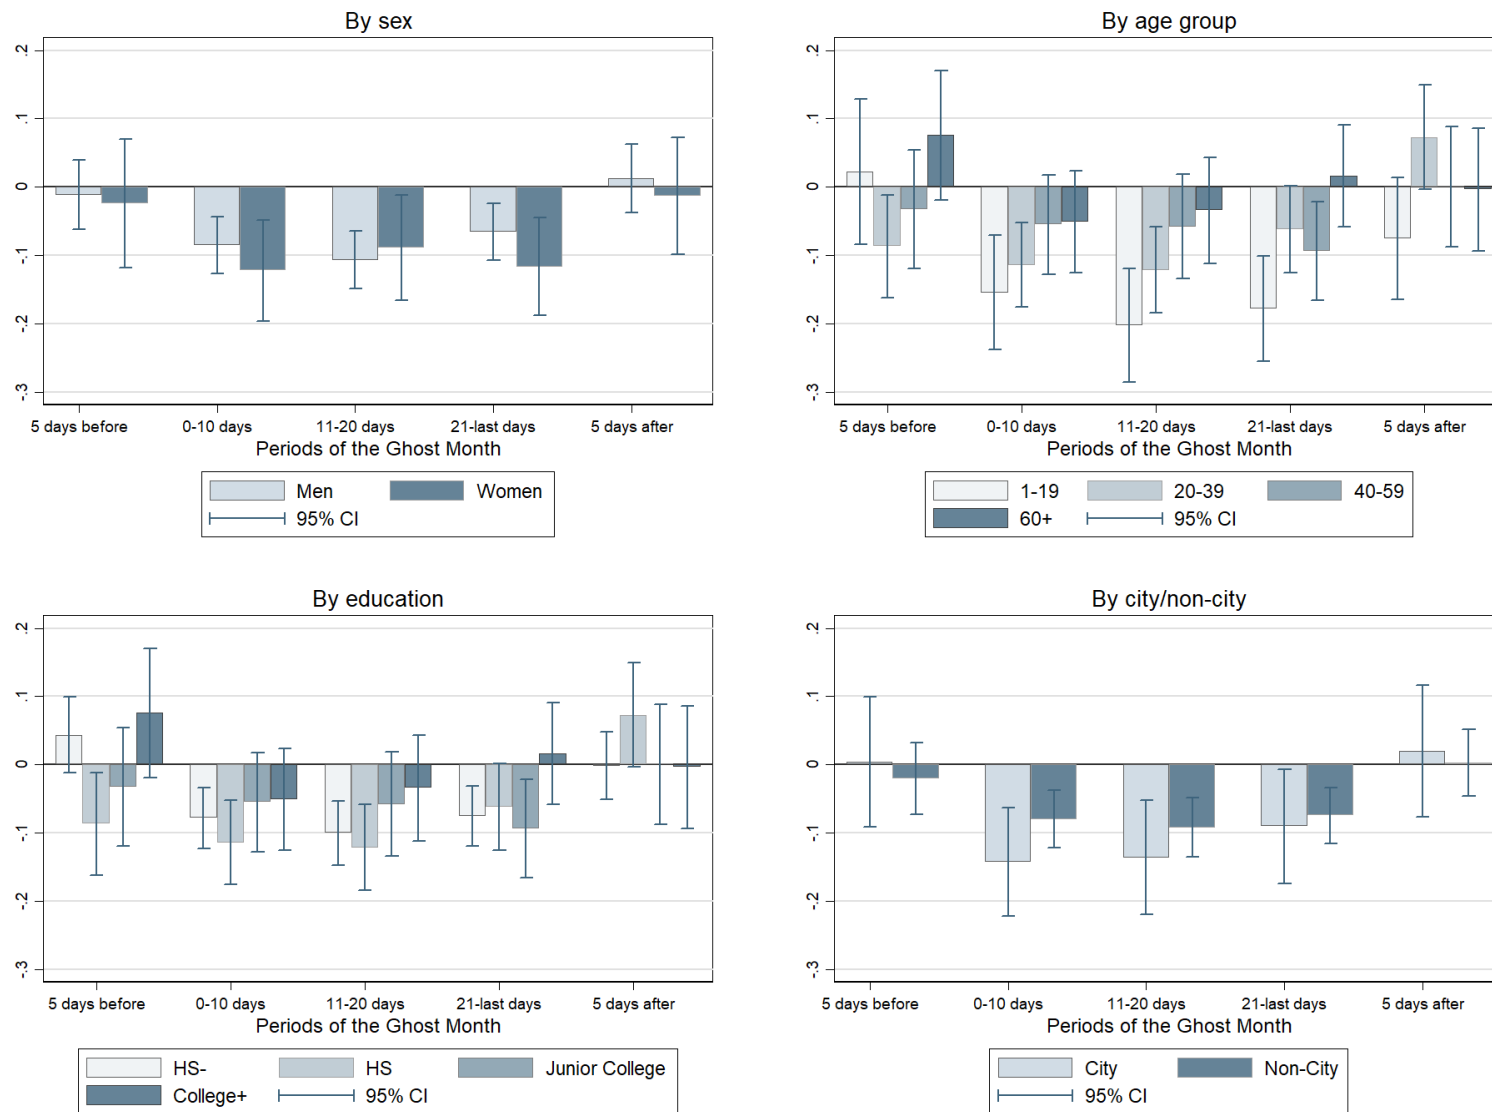 By sex
.2
.1
0
-.1
-.2
-.3
5 days before 0-10 days 11-20 days 21-last days 5 days after
Periods of the Ghost Month
Men Women
95% CI
By age group
.2
.1
0
-.1
-.2
-.3
5 days before 0-10 days 11-20 days 21-last days 5 days after
Periods of the Ghost Month
1-19 20-39 40-59
60+ 95% CI
By education
.2
.1
0
-.1
-.2
-.3
5 days before 0-10 days 11-20 days 21-last days 5 days after
Periods of the Ghost Month
HS- HS Junior College
College+ 95% CI
By city/non-city
.2
.1
0
-.1
-.2
-.3
5 days before 0-10 days 11-20 days 21-last days 5 days after
Periods of the Ghost Month
City Non-City
95% CI